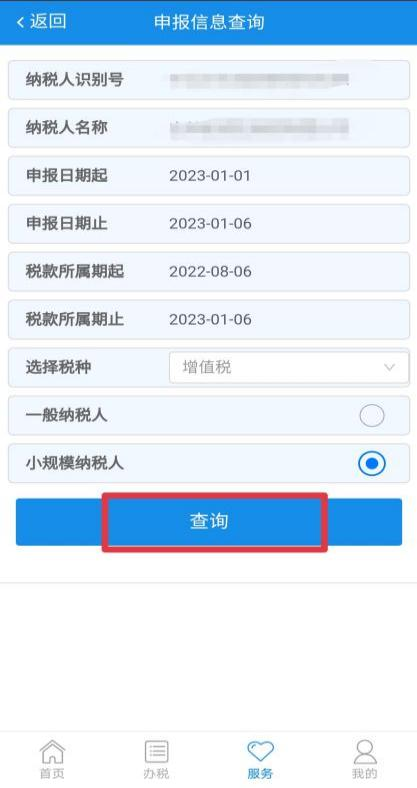 返回 申报信息查询
纳税人识别号
纳税人名称
申报日期起 2023-01-01
申报日期止 2023-01-06
税款所属期起 2022-08-06
税款所属期止 2023-01-06
选择税种 增值税
一般纳税人
小规模纳税人
查询
首页 办税 服务 我的